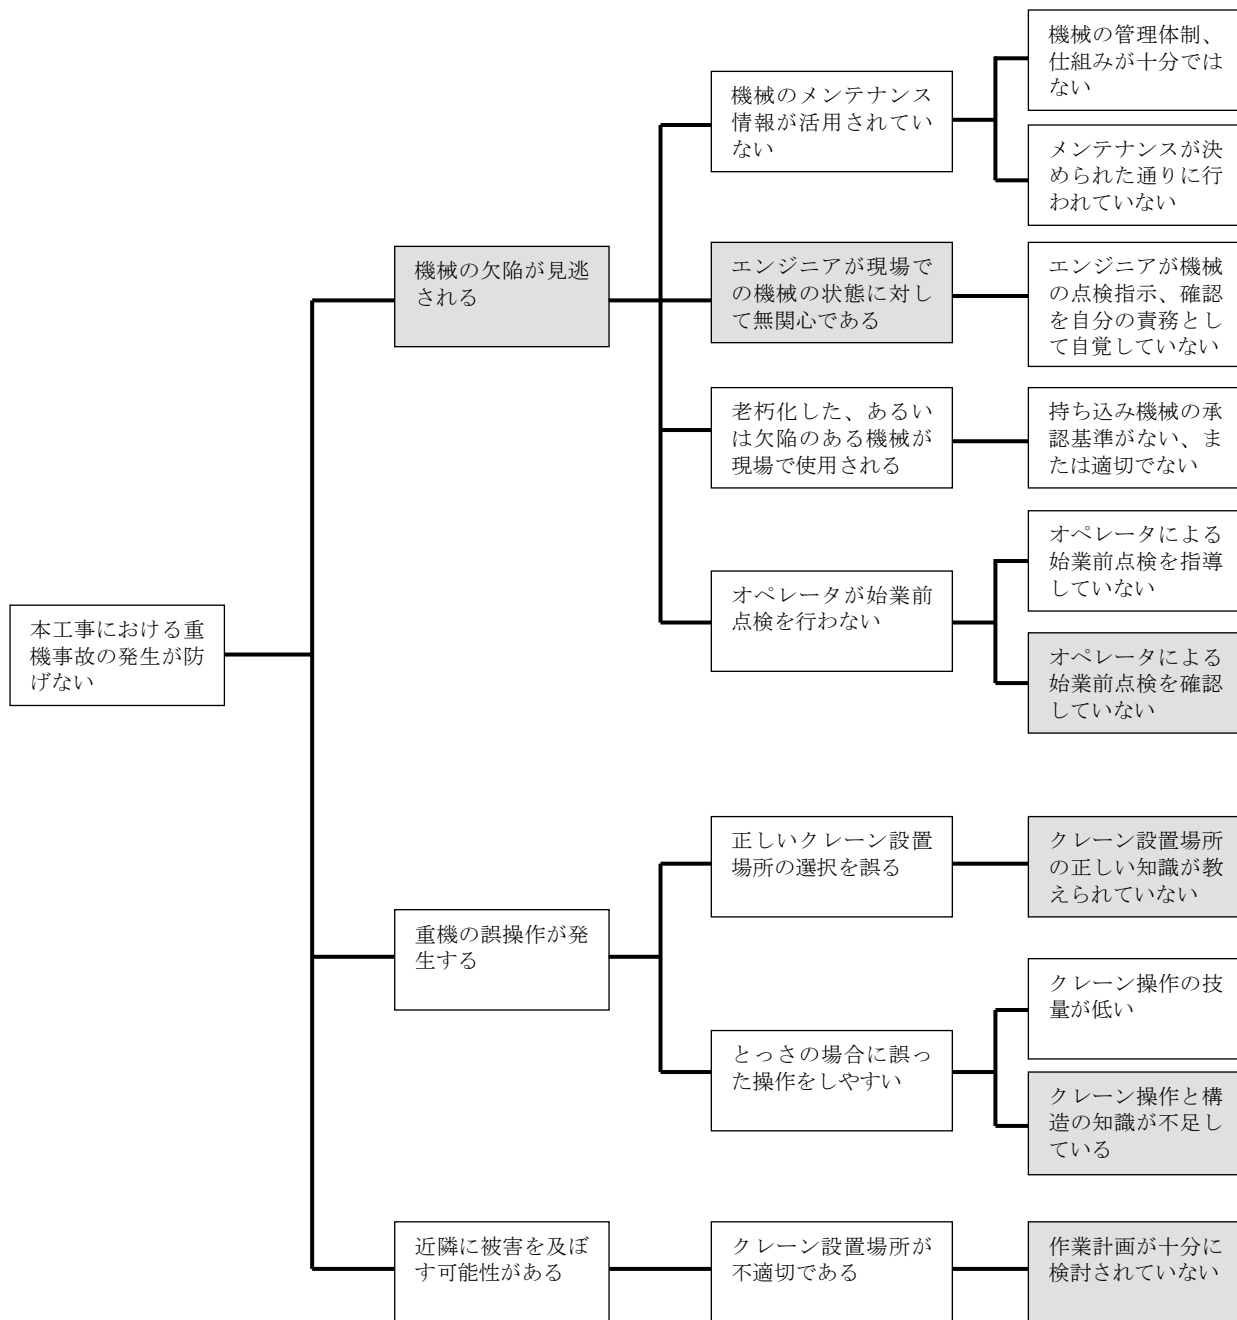 機械の管理体制、
仕組みが十分では
ない
機械のメンテナンス
情報が活用されてい
ない
メンテナンスが決
められた通りに行
われていない
機械の欠陥が見逃
される
エンジニアが現場で
の機械の状態に対し
て無関心である
エンジニアが機械
の点検指示、確認
を自分の責務とし
て自覚していない
老朽化した、あるい
は欠陥のある機械が
現場で使用される
持ち込み機械の承
認基準がない、ま
たは適切でない
オペレータによる
始業前点検を指導
していない
オペレータが始業前
点検を行わない
オペレータによる
始業前点検を確認
していない
本工事における重
機事故の発生が防
げない
正しいクレーン設置
場所の選択を誤る
クレーン設置場所
の正しい知識が教
えられていない
重機の誤操作が発
生する
クレーン操作の技
量が低い
とっさの場合に誤っ
た操作をしやすい
クレーン操作と構
造の知識が不足し
ている
近隣に被害を及ぼ
す可能性がある
クレーン設置場所が
不適切である
作業計画が十分に
検討されていない